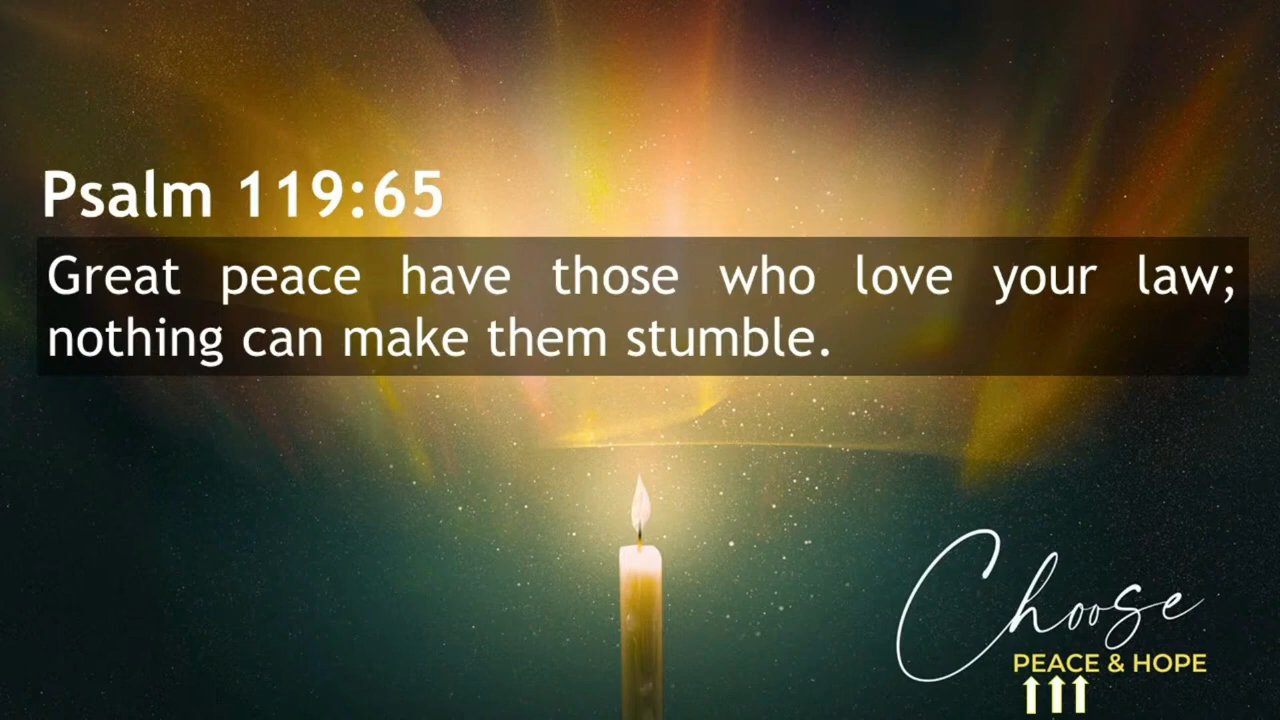 Psalm 119:65
Great peace have those who love your law;
nothing can make them stumble.
Choose
PEACE & HOPE